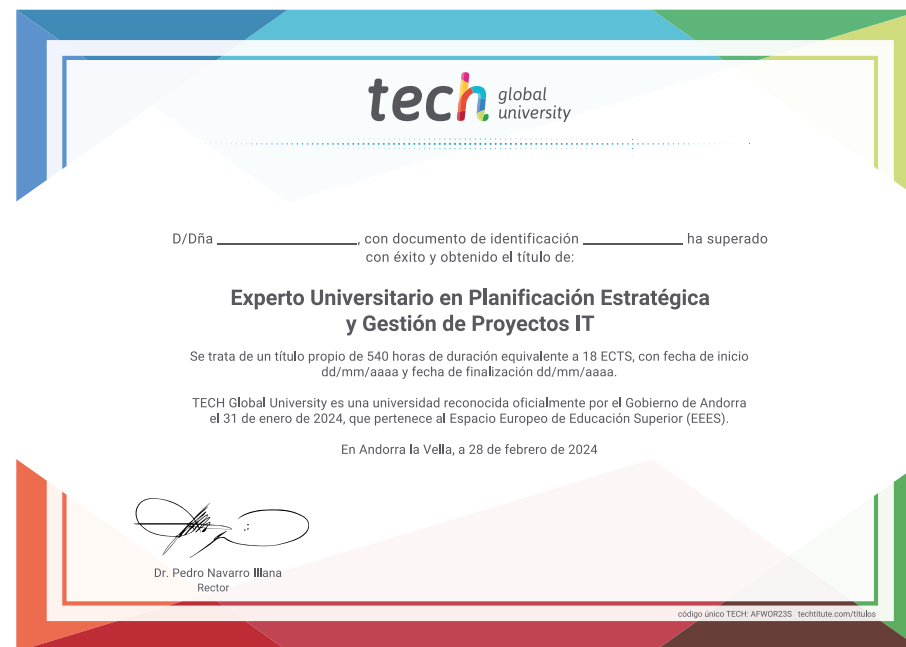 tech global university
D/Dña ____________________, con documento de identificación ______________ ha superado
con éxito y obtenido el título de:
Experto Universitario en Planificación Estratégica
y Gestión de Proyectos IT
Se trata de un título propio de 540 horas de duración equivalente a 18 ECTS, con fecha de inicio
dd/mm/aaaa y fecha de finalización dd/mm/aaaa.
TECH Global University es una universidad reconocida oficialmente por el Gobierno de Andorra
el 31 de enero de 2024, que pertenece al Espacio Europeo de Educación Superior (EEES).
En Andorra la Vella, a 28 de febrero de 2024
Dr. Pedro Navarro Illana
Rector
código único TECH: AFWOR23S techtitute.com/titulos